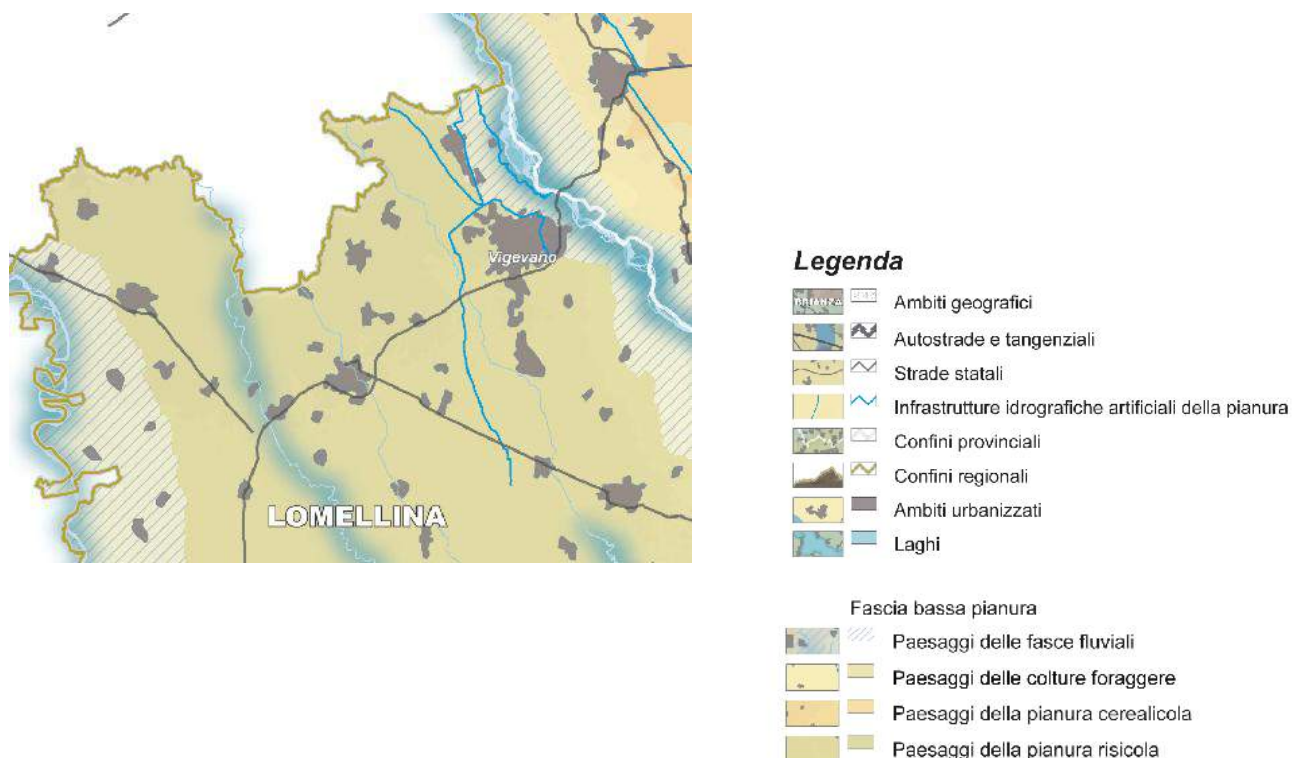 Vigevano
LOMELLINA
Legenda
BRIANZA
Ambiti geografici
Autostrade e tangenziali
Strade statali
Infrastrutture idrografiche artificiali della pianura
Confini provinciali
Confini regionali
Ambiti urbanizzati
Laghi
Fascia bassa pianura
Paesaggi delle fasce fluviali
Paesaggi delle colture foraggere
Paesaggi della pianura cerealicola
Paesaggi della pianura risicola